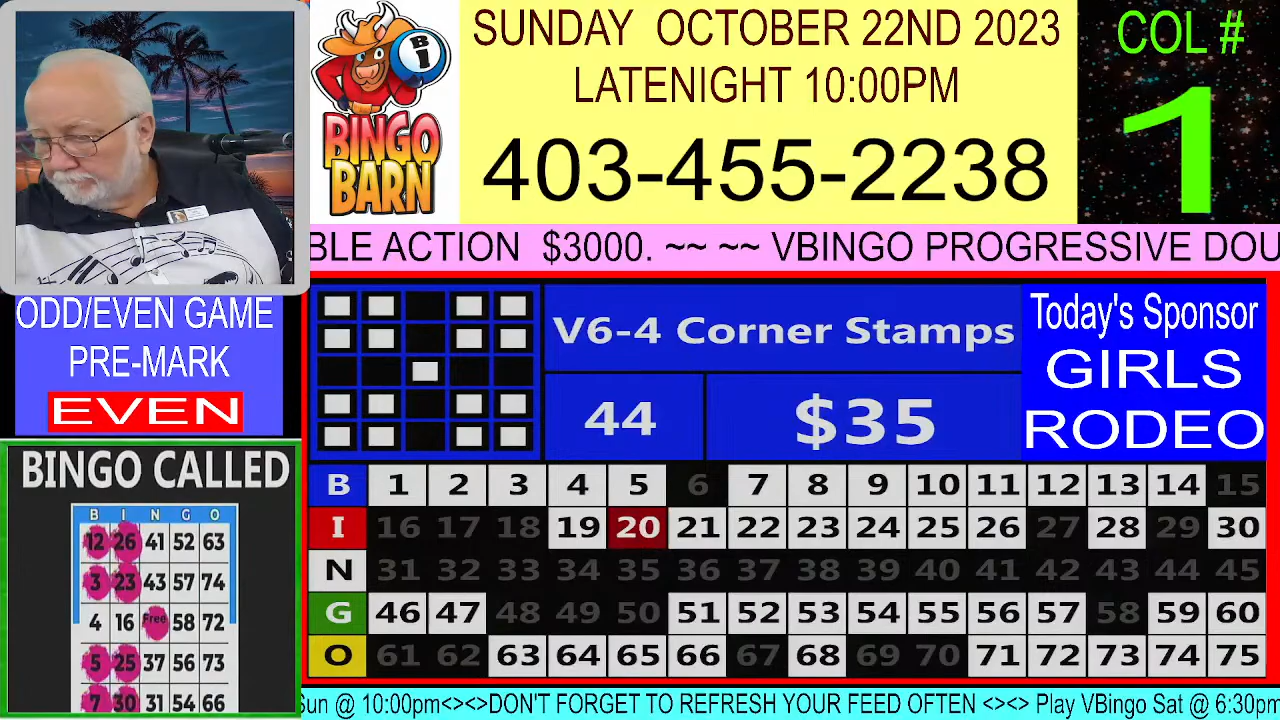 SUNDAY OCTOBER 22ND 2023
LATENIGHT 10:00PM
403-455-2238
B I
BINGO
BARN
COL #
1
BLE ACTION $3000. ~~ ~~ VBINGO PROGRESSIVE DOU
ODD/EVEN GAME
PRE-MARK
EVEN
V6-4 Corner Stamps
44 $35
Today's Sponsor
GIRLS
RODEO
BINGO CALLED
B I N G O
12 26 41 52 63
3 23 43 57 74
4 16 Free 58 72
5 25 37 56 73
7 30 31 54 66
B 1 2 3 4 5 6 7 8 9 10 11 12 13 14 15
I 16 17 18 19 20 21 22 23 24 25 26 27 28 29 30
N 31 32 33 34 35 36 37 38 39 40 41 42 43 44 45
G 46 47 48 49 50 51 52 53 54 55 56 57 58 59 60
O 61 62 63 64 65 66 67 68 69 70 71 72 73 74 75
Sun @ 10:00pm<><>DON'T FORGET TO REFRESH YOUR FEED OFTEN <><> Play VBingo Sat @ 6:30pm